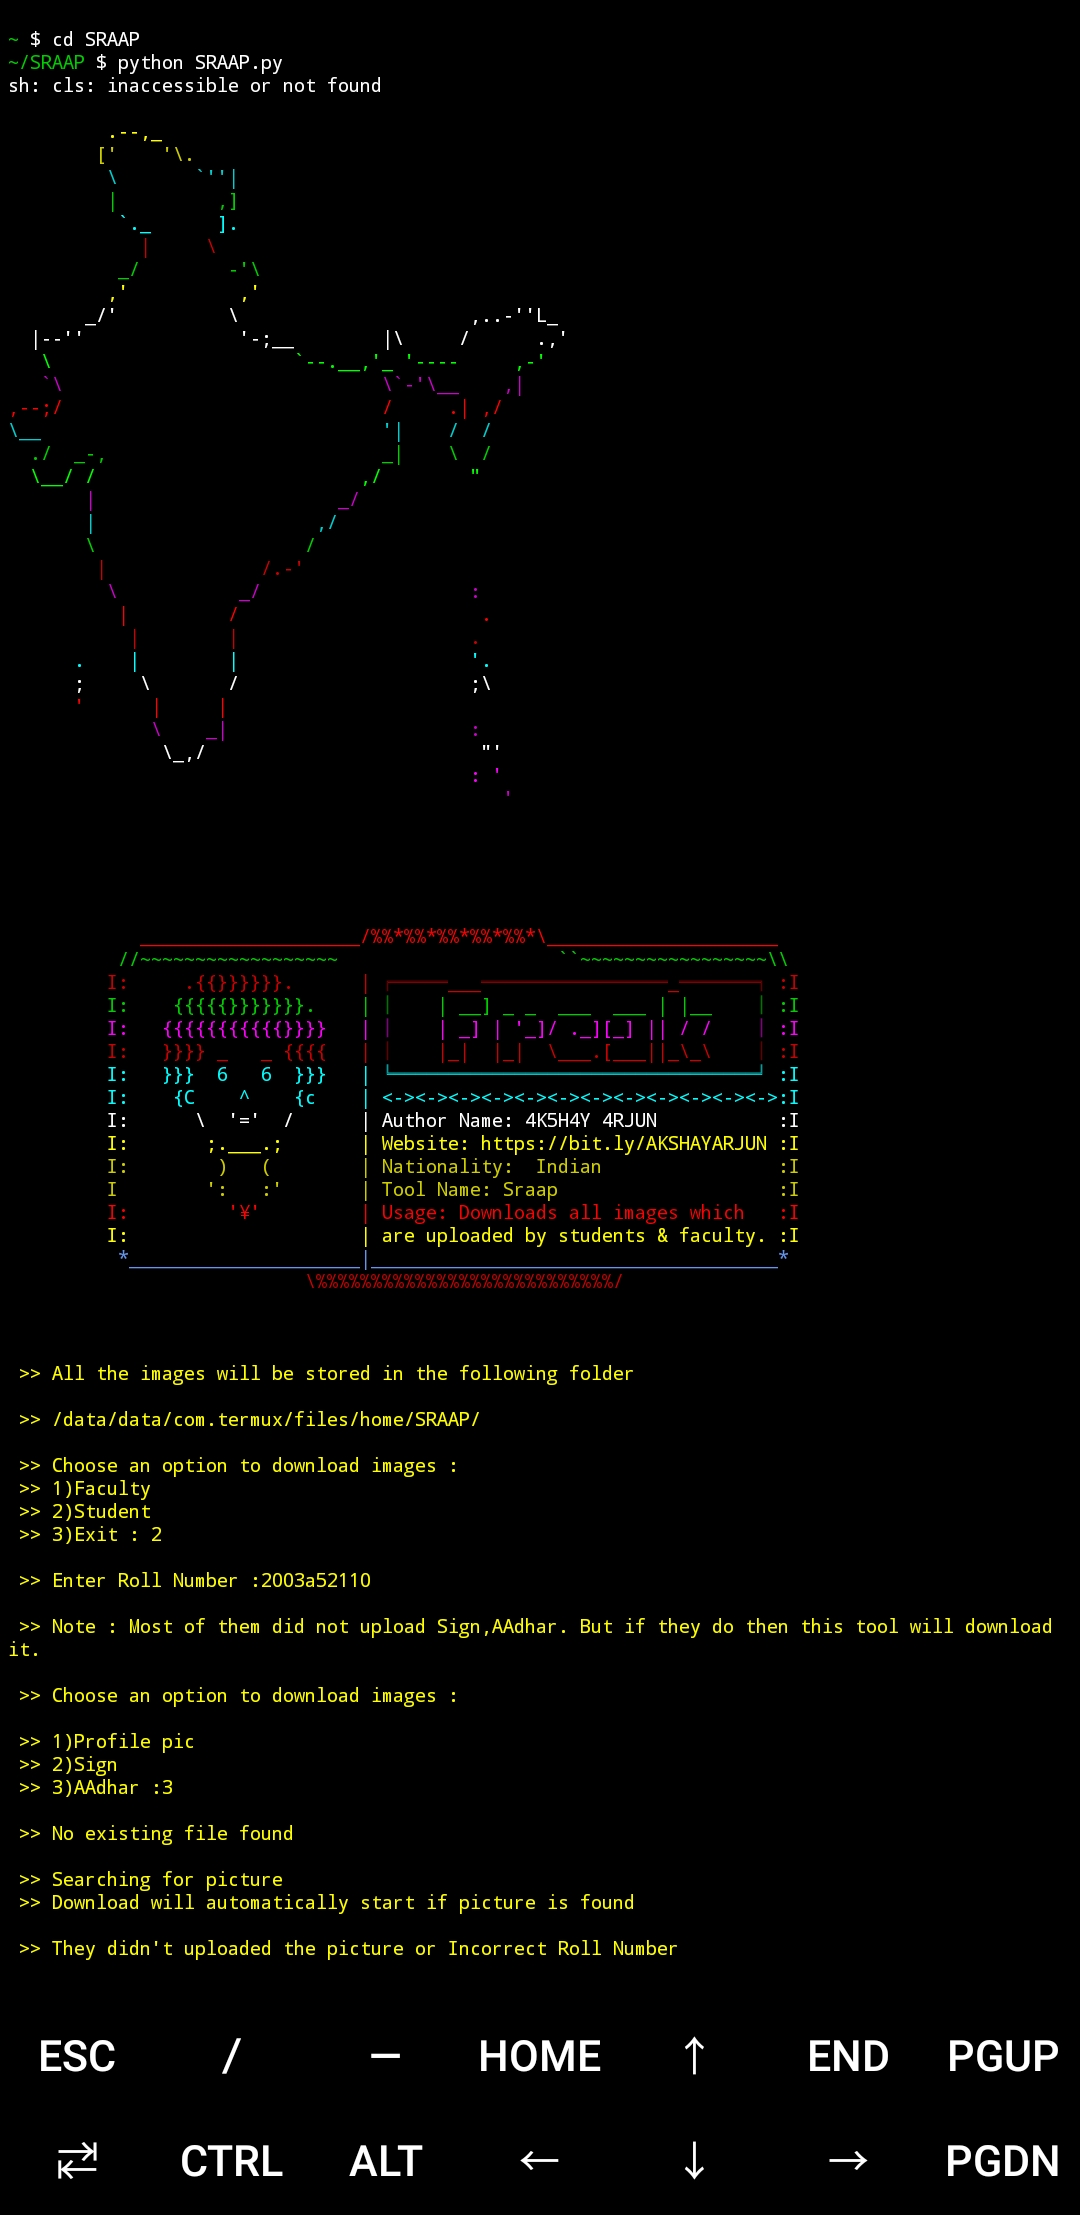 ~ $ cd SRAAP
~/SRAAP $ python SRAAP.py
sh: cls: inaccessible or not found
Author Name: 4K5H4Y 4RJUN
Website: https://bit.ly/AKSHAYARJUN
Nationality:  Indian
Tool Name: Sraap
Usage: Downloads all images which
are uploaded by students & faculty.
>> All the images will be stored in the following folder
>> /data/data/com.termux/files/home/SRAAP/
>> Choose an option to download images :
>> 1)Faculty
>> 2)Student
>> 3)Exit : 2
>> Enter Roll Number :2003a52110
>> Note : Most of them did not upload Sign,AAdhar. But if they do then this tool will download
it.
>> Choose an option to download images :
>> 1)Profile pic
>> 2)Sign
>> 3)AAdhar :3
>> No existing file found
>> Searching for picture
>> Download will automatically start if picture is found
>> They didn't uploaded the picture or Incorrect Roll Number
ESC / — HOME ↑ END PGUP
⇄ CTRL ALT ← ↓ → PGDN